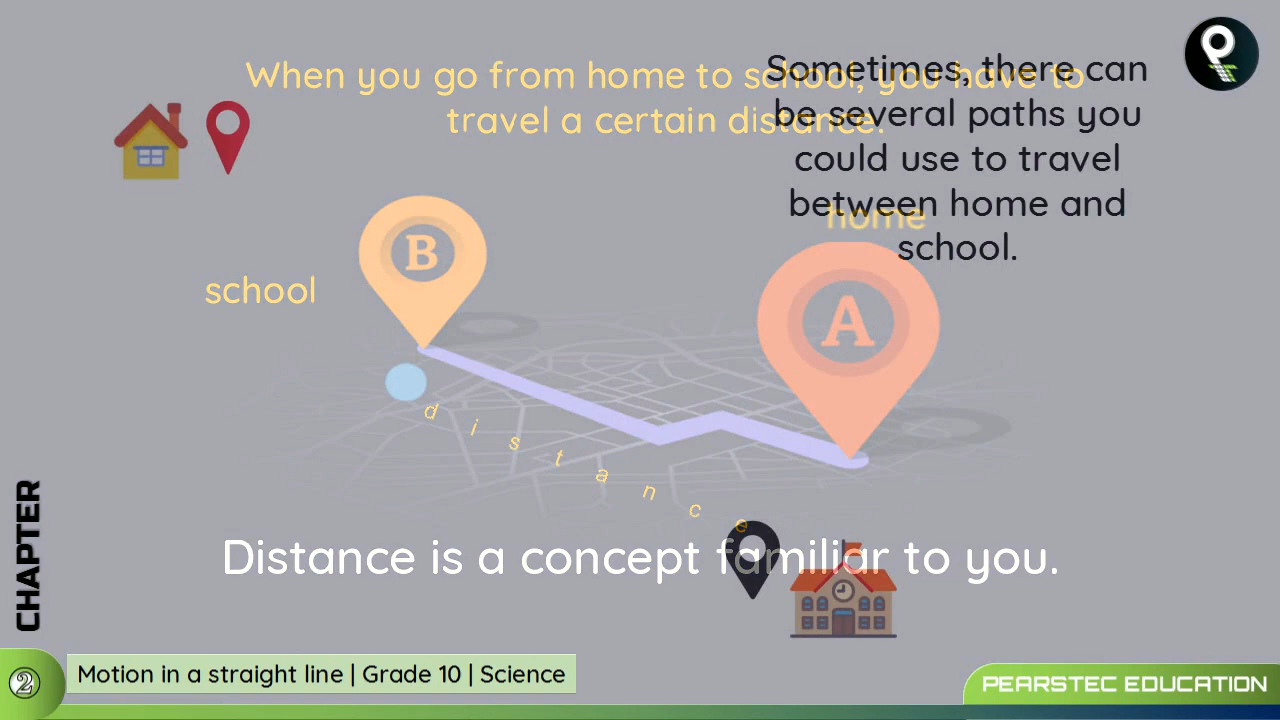 When you go from home to school, you have to
travel a certain distance.
Sometimes, there can
be several paths you
could use to travel
between home and
school.
home
school
B
A
distance
Distance is a concept familiar to you.
CHAPTER
2
Motion in a straight line | Grade 10 | Science
PEARSTEC EDUCATION